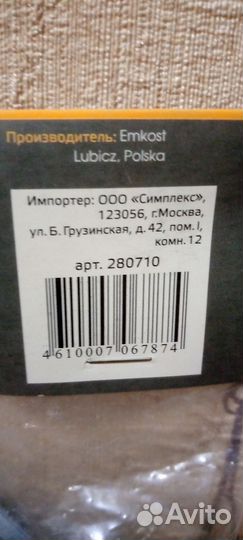 Производитель: Emkost
Lubicz, Polska
Импортер: ООО «Симплекс»,
123056, г.Москва,
ул. Б. Грузинская, д. 42, пом. I,
комн. 12
арт. 280710
4 610007 067874
Avito